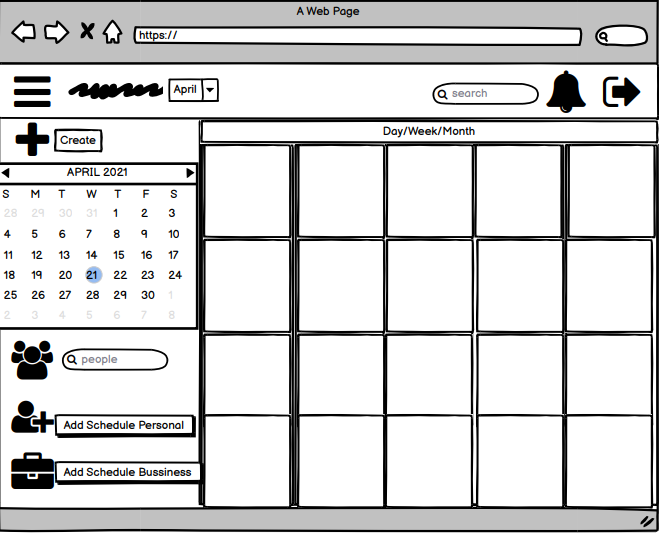 A Web Page
https://
April
search
Create
Day/Week/Month
APRIL 2021
S M T W T F S
28 29 30 31 1 2 3
4 5 6 7 8 9 10
11 12 13 14 15 16 17
18 19 20 21 22 23 24
25 26 27 28 29 30 1
2 3 4 5 6 7 8
people
Add Schedule Personal
Add Schedule Bussiness